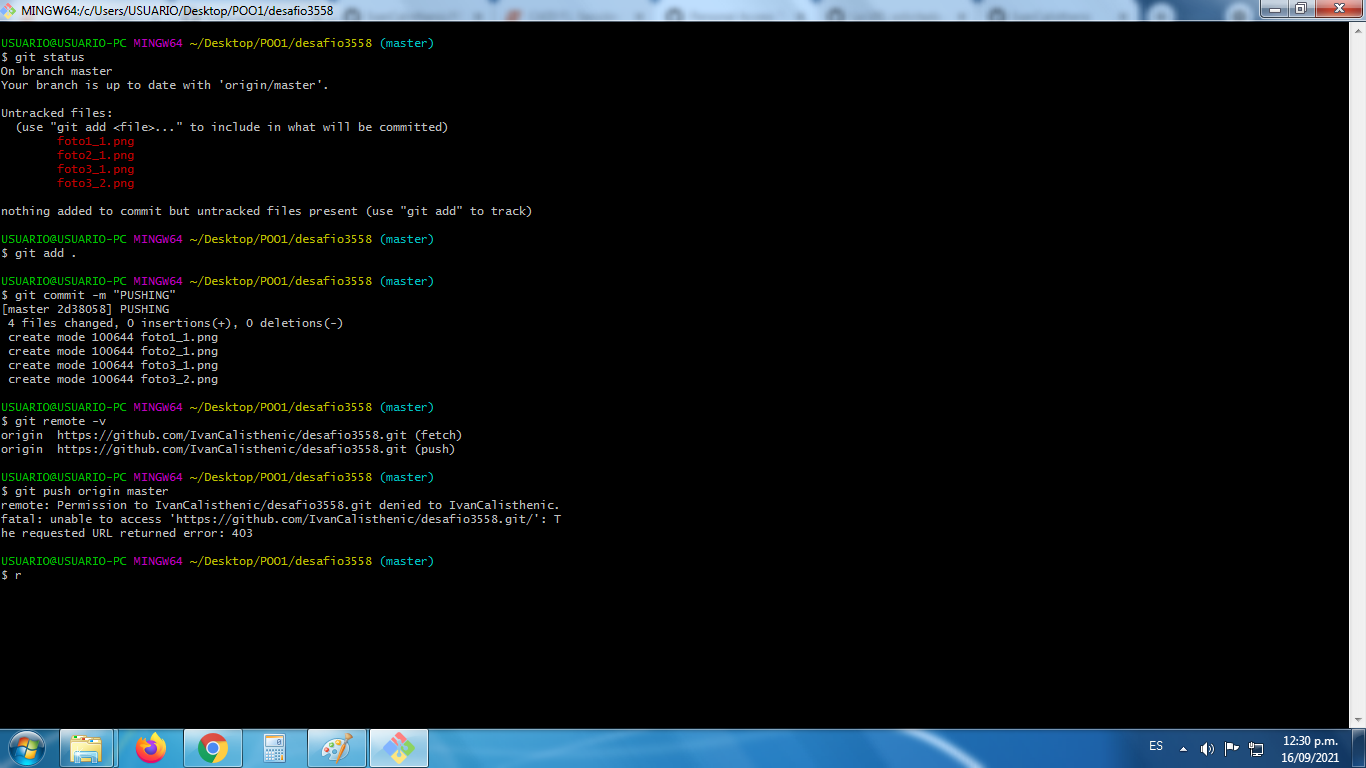 MINGW64:/c/Users/USUARIO/Desktop/POO1/desafio3558
USUARIO@USUARIO-PC MINGW64 ~/Desktop/POO1/desafio3558 (master)
$ git status
On branch master
Your branch is up to date with 'origin/master'.
Untracked files:
(use "git add <file>..." to include in what will be committed)
foto1_1.png
foto2_1.png
foto3_1.png
foto3_2.png
nothing added to commit but untracked files present (use "git add" to track)
USUARIO@USUARIO-PC MINGW64 ~/Desktop/POO1/desafio3558 (master)
$ git add .
USUARIO@USUARIO-PC MINGW64 ~/Desktop/POO1/desafio3558 (master)
$ git commit -m "PUSHING"
[master 2d38058] PUSHING
4 files changed, 0 insertions(+), 0 deletions(-)
create mode 100644 foto1_1.png
create mode 100644 foto2_1.png
create mode 100644 foto3_1.png
create mode 100644 foto3_2.png
USUARIO@USUARIO-PC MINGW64 ~/Desktop/POO1/desafio3558 (master)
$ git remote -v
origin https://github.com/IvanCalisthenic/desafio3558.git (fetch)
origin https://github.com/IvanCalisthenic/desafio3558.git (push)
USUARIO@USUARIO-PC MINGW64 ~/Desktop/POO1/desafio3558 (master)
$ git push origin master
remote: Permission to IvanCalisthenic/desafio3558.git denied to IvanCalisthenic.
fatal: unable to access 'https://github.com/IvanCalisthenic/desafio3558.git/': T
he requested URL returned error: 403
USUARIO@USUARIO-PC MINGW64 ~/Desktop/POO1/desafio3558 (master)
$ r
ES
12:30 p.m.
16/09/2021